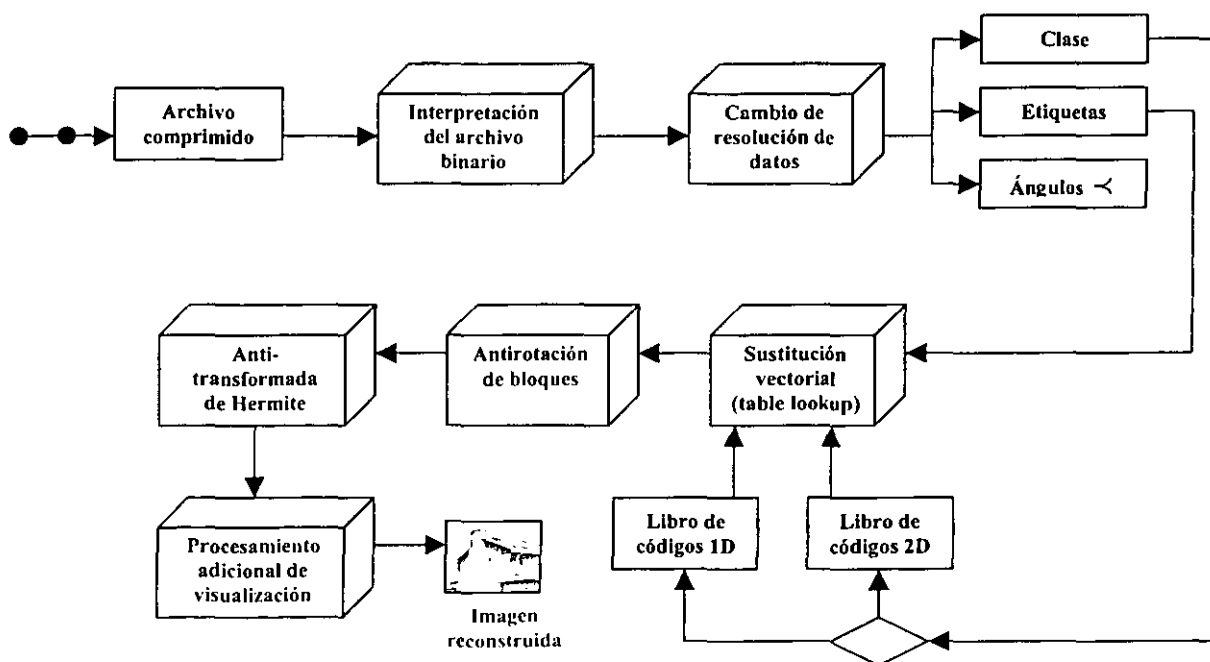 Archivo
comprimido
Interpretación
del archivo
binario
Cambio de
resolución de
datos
Clase
Etiquetas
Ángulos
Anti-
transformada
de Hermite
Antirotación
de bloques
Sustitución
vectorial
(table lookup)
Procesamiento
adicional de
visualización
Imagen
reconstruida
Libro de
códigos 1D
Libro de
códigos 2D